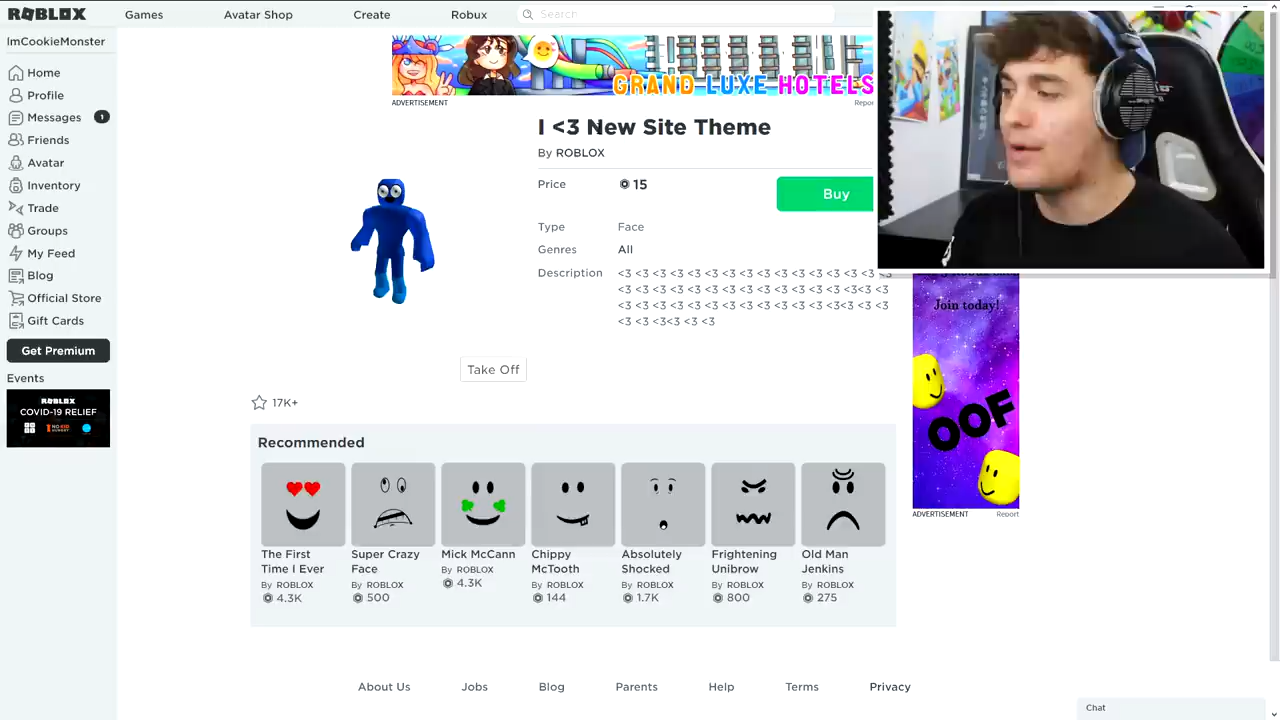 ROBLOX
Games
Avatar Shop
Create
Robux
Search
ImCookieMonster
Home
Profile
Messages
1
Friends
Avatar
Inventory
Trade
Groups
My Feed
Blog
Official Store
Gift Cards
Get Premium
Events
ROBLOX
COVID-19 RELIEF
GRAND LUXE HOTELS
ADVERTISEMENT
Repor
I <3 New Site Theme
By ROBLOX
Price
15
Buy
Type
Face
Genres
All
Description
<3 <3 <3 <3 <3 <3 <3 <3 <3 <3 <3 <3 <3 <3 <3 <3
<3 <3 <3 <3 <3 <3 <3 <3 <3 <3 <3 <3 <3 <3<3 <3
<3 <3 <3 <3 <3 <3 <3 <3 <3 <3 <3 <3 <3 <3<3 <3
<3 <3 <3<3 <3 <3
Take Off
17K+
Recommended
The First
Time I Ever
By ROBLOX
4.3K
Super Crazy
Face
By ROBLOX
500
Mick McCann
By ROBLOX
4.3K
Chippy
McTooth
By ROBLOX
144
Absolutely
Shocked
By ROBLOX
1.7K
Frightening
Unibrow
By ROBLOX
800
Old Man
Jenkins
By ROBLOX
275
Join today!
OOF
ADVERTISEMENT
Report
About Us
Jobs
Blog
Parents
Help
Terms
Privacy
Chat